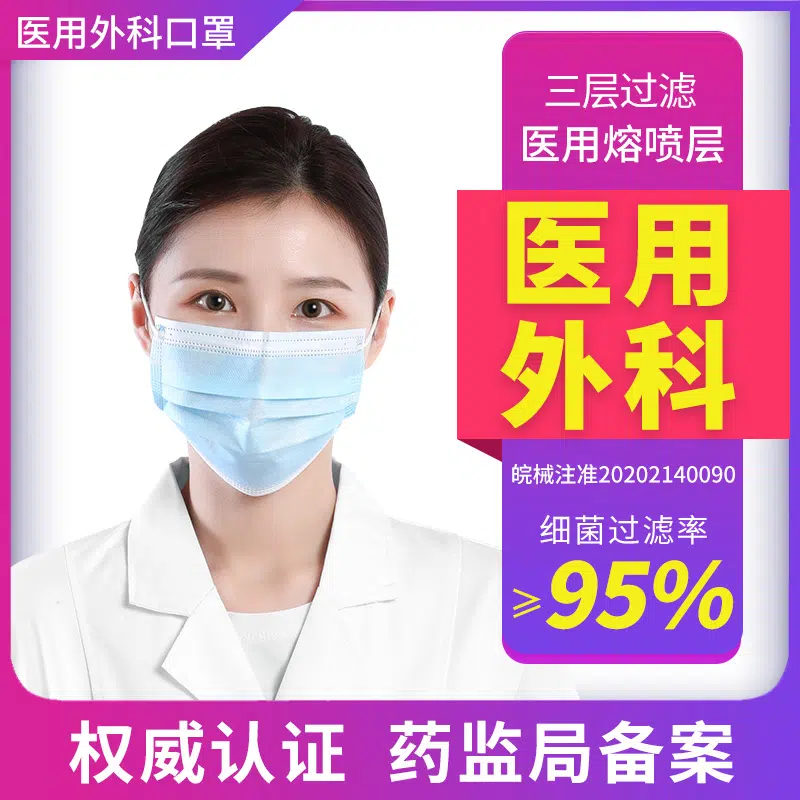 医用外科口罩
三层过滤
医用熔喷层
医用
外科
皖械注准20202140090
细菌过滤率
≥95%
权威认证 药监局备案